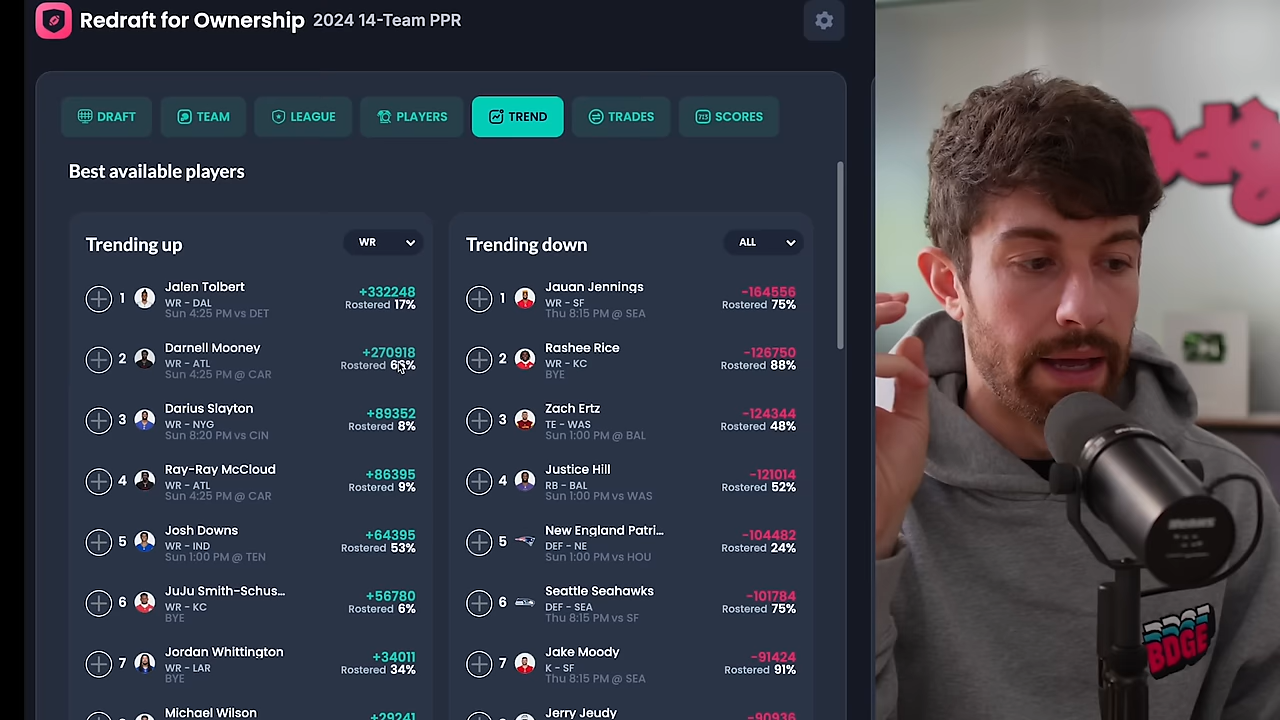 Redraft for Ownership 2024 14-Team PPR
DRAFT TEAM LEAGUE PLAYERS TREND TRADES SCORES
Best available players
Trending up WR
1 Jalen Tolbert +332248
WR - DAL Rostered 17%
Sun 4:25 PM vs DET
2 Darnell Mooney +270918
WR - ATL Rostered
Sun 4:25 PM @ CAR
3 Darius Slayton +89352
WR - NYG Rostered 8%
Sun 8:20 PM vs CIN
4 Ray-Ray McCloud +86395
WR - ATL Rostered 9%
Sun 4:25 PM @ CAR
5 Josh Downs +64395
WR - IND Rostered 53%
Sun 1:00 PM @ TEN
6 JuJu Smith-Schus... +56780
WR - KC Rostered 6%
BYE
7 Jordan Whittington +34011
WR - LAR Rostered 34%
BYE
Michael Wilson +29241
Trending down ALL
1 Jauan Jennings -164556
WR - SF Rostered 75%
Thu 8:15 PM @ SEA
2 Rashee Rice -126750
WR - KC Rostered 88%
BYE
3 Zach Ertz -124344
TE - WAS Rostered 48%
Sun 1:00 PM @ BAL
4 Justice Hill -121014
RB - BAL Rostered 52%
Sun 1:00 PM vs WAS
5 New England Patri... -104482
DEF - NE Rostered 24%
Sun 1:00 PM vs HOU
6 Seattle Seahawks -101784
DEF - SEA Rostered 75%
Thu 8:15 PM vs SF
7 Jake Moody -91424
K - SF Rostered 91%
Thu 8:15 PM @ SEA
Jerry Jeudy -90936
BDGE